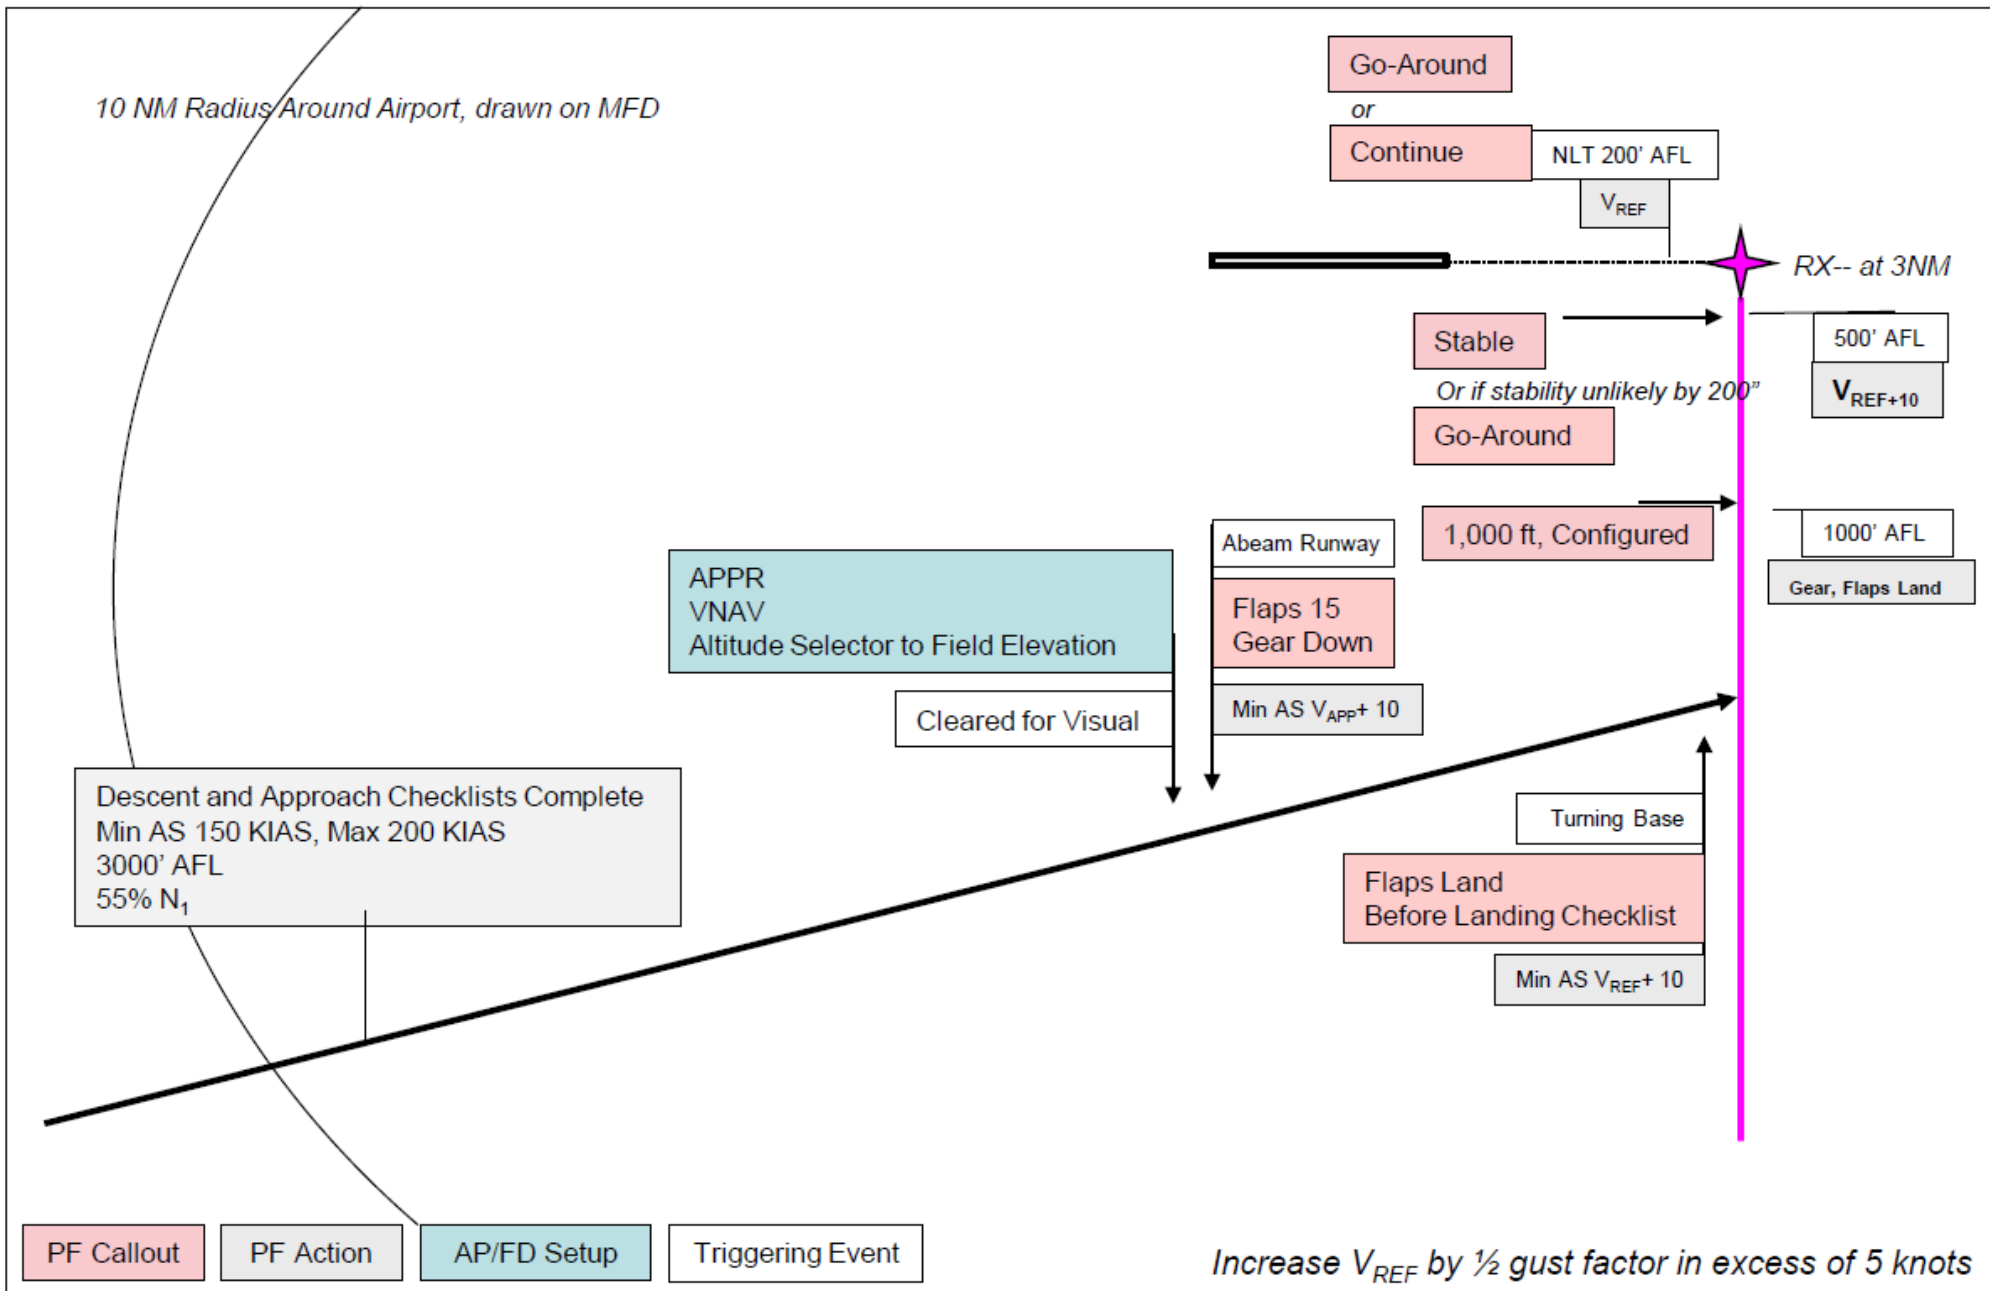 10 NM Radius Around Airport, drawn on MFD
Go-Around
or
Continue
NLT 200' AFL
VREF
RX-- at 3NM
Stable
500' AFL
VREF+10
Or if stability unlikely by 200”
Go-Around
1,000 ft, Configured
1000' AFL
Gear, Flaps Land
APPR
VNAV
Altitude Selector to Field Elevation
Cleared for Visual
Abeam Runway
Flaps 15
Gear Down
Min AS VAPP+ 10
Descent and Approach Checklists Complete
Min AS 150 KIAS, Max 200 KIAS
3000’ AFL
55% N1
Turning Base
Flaps Land
Before Landing Checklist
Min AS VREF+ 10
PF Callout
PF Action
AP/FD Setup
Triggering Event
Increase VREF by ½ gust factor in excess of 5 knots